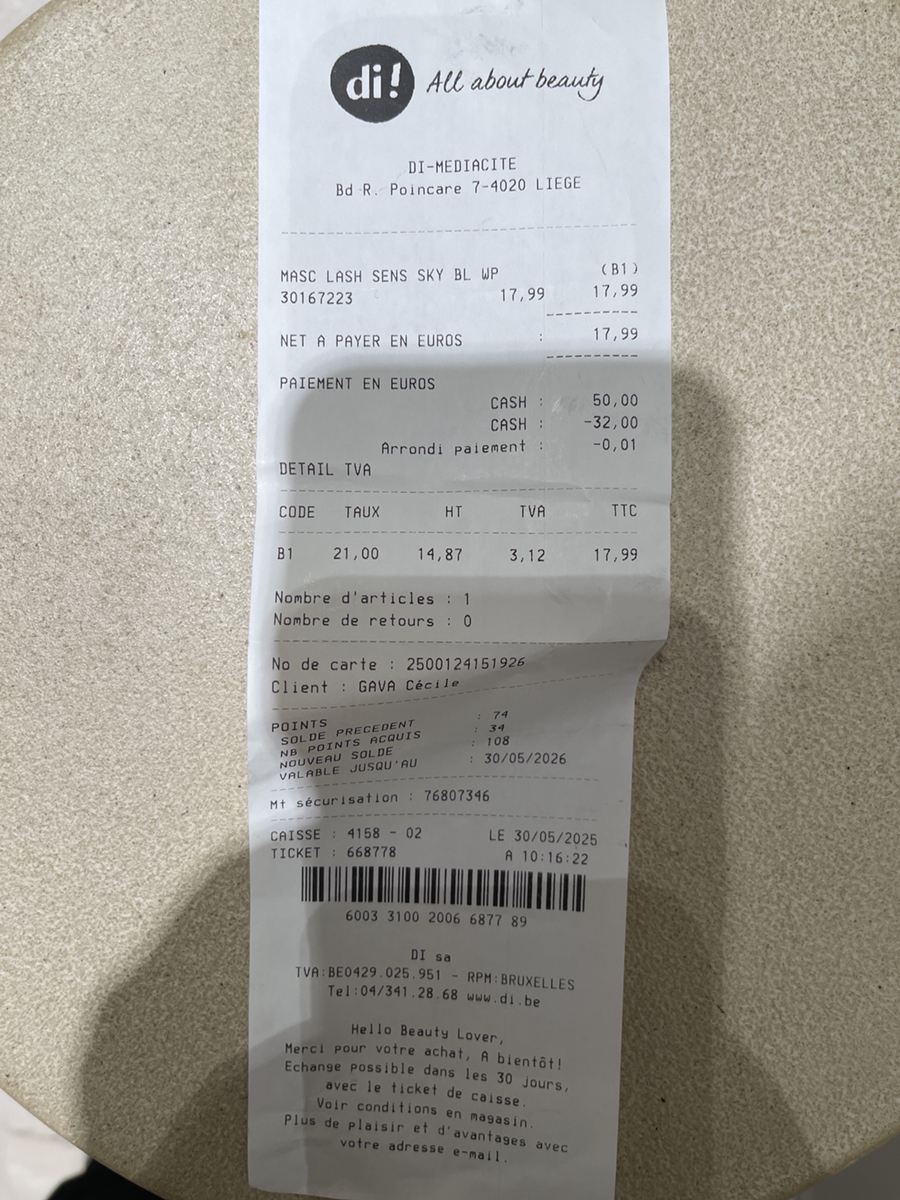 di! All about beauty
DI-MEDIACITE
Bd R. Poincare 7-4020 LIEGE
MASC LASH SENS SKY BL WP (B1)
30167223 17,99 17,99
NET A PAYER EN EUROS : 17,99
PAIEMENT EN EUROS
CASH : 50,00
CASH : -32,00
Arrondi paiement : -0,01
DETAIL TVA
CODE TAUX HT TVA TTC
B1 21,00 14,87 3,12 17,99
Nombre d'articles : 1
Nombre de retours : 0
No de carte : 2500124151926
Client : GAVA Cécile
POINTS
SOLDE PRECEDENT : 74
NB POINTS ACQUIS : 34
NOUVEAU SOLDE : 108
VALABLE JUSQU'AU : 30/05/2026
Mt sécurisation : 76807346
CAISSE : 4158 - 02 LE 30/05/2025
TICKET : 668778 A 10:16:22
6003 3100 2006 6877 89
DI sa
TVA:BE0429.025.951 - RPM:BRUXELLES
Tel:04/341.28.68 www.di.be
Hello Beauty Lover,
Merci pour votre achat, A bientôt!
Echange possible dans les 30 jours,
avec le ticket de caisse.
Voir conditions en magasin.
Plus de plaisir et d'avantages avec
votre adresse e-mail.